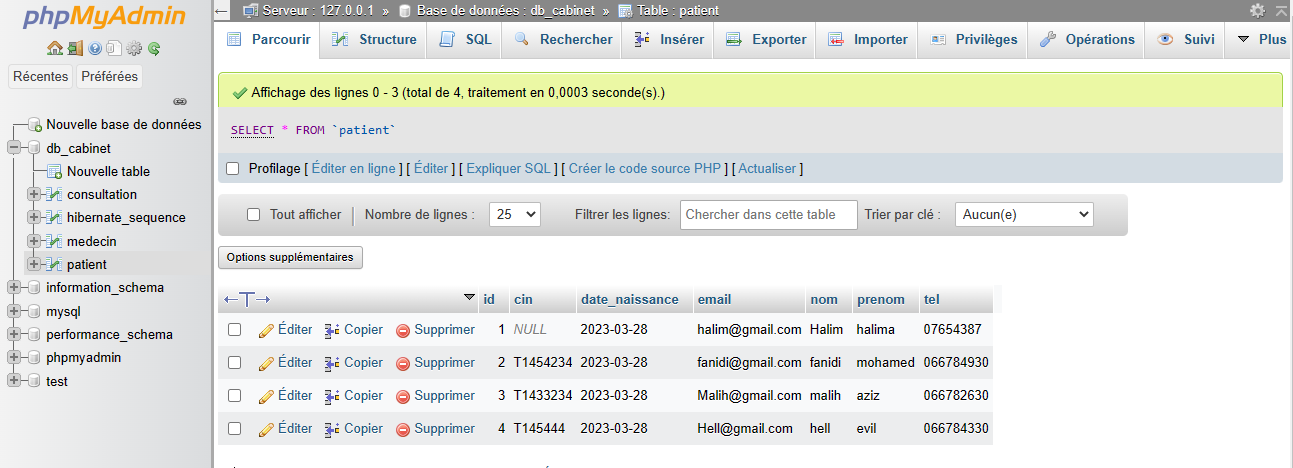 phpMyAdmin
Récentes Préférées
Nouvelle base de données
db_cabinet
Nouvelle table
consultation
hibernate_sequence
medecin
patient
information_schema
mysql
performance_schema
phpmyadmin
test
Serveur : 127.0.0.1 » Base de données : db_cabinet » Table : patient
Parcourir Structure SQL Rechercher Insérer Exporter Importer Privilèges Opérations Suivi Plus
Affichage des lignes 0 - 3 (total de 4, traitement en 0,0003 seconde(s).)
SELECT * FROM `patient`
Profilage [ Éditer en ligne ] [ Éditer ] [ Expliquer SQL ] [ Créer le code source PHP ] [ Actualiser ]
Tout afficher | Nombre de lignes : 25 Filtrer les lignes: Chercher dans cette table Trier par clé : Aucun(e)
Options supplémentaires
←T→ id cin date_naissance email nom prenom tel
Éditer Copier Supprimer 1 NULL 2023-03-28 halim@gmail.com Halim halima 07654387
Éditer Copier Supprimer 2 T1454234 2023-03-28 fanidi@gmail.com fanidi mohamed 066784930
Éditer Copier Supprimer 3 T1433234 2023-03-28 Malih@gmail.com malih aziz 066782630
Éditer Copier Supprimer 4 T145444 2023-03-28 Hell@gmail.com hell evil 066784330